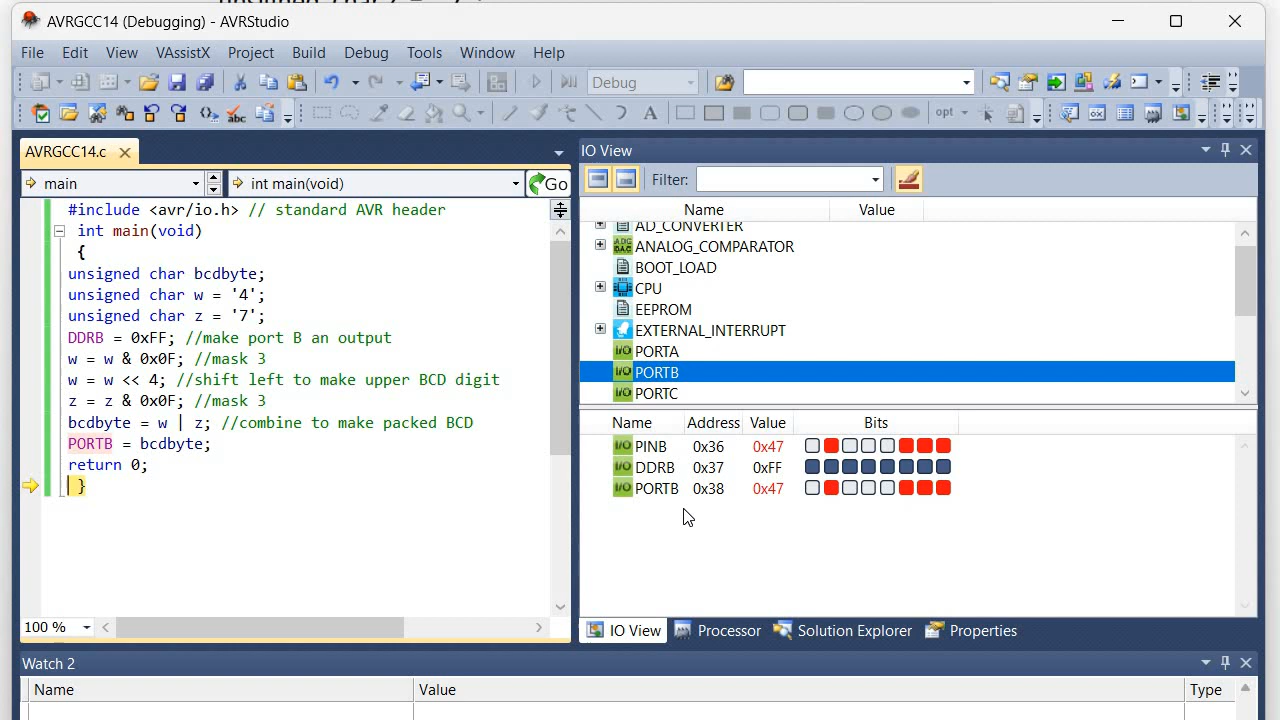 AVRGCC14 (Debugging) - AVRStudio
File Edit View VAssistX Project Build Debug Tools Window Help
Debug
abc A opt
AVRGCC14.c
main int main(void) Go
#include <avr/io.h> // standard AVR header
int main(void)
{
unsigned char bcdbyte;
unsigned char w = '4';
unsigned char z = '7';
DDRB = 0xFF; //make port B an output
w = w & 0x0F; //mask 3
w = w << 4; //shift left to make upper BCD digit
z = z & 0x0F; //mask 3
bcdbyte = w | z; //combine to make packed BCD
PORTB = bcdbyte;
return 0;
}
100 %
IO View
Filter:
Name Value
AD_CONVERTER
ANALOG_COMPARATOR
BOOT_LOAD
CPU
EEPROM
EXTERNAL_INTERRUPT
I/O PORTA
I/O PORTB
I/O PORTC
Name Address Value Bits
I/O PINB 0x36 0x47
I/O DDRB 0x37 0xFF
I/O PORTB 0x38 0x47
IO View Processor Solution Explorer Properties
Watch 2
Name Value Type